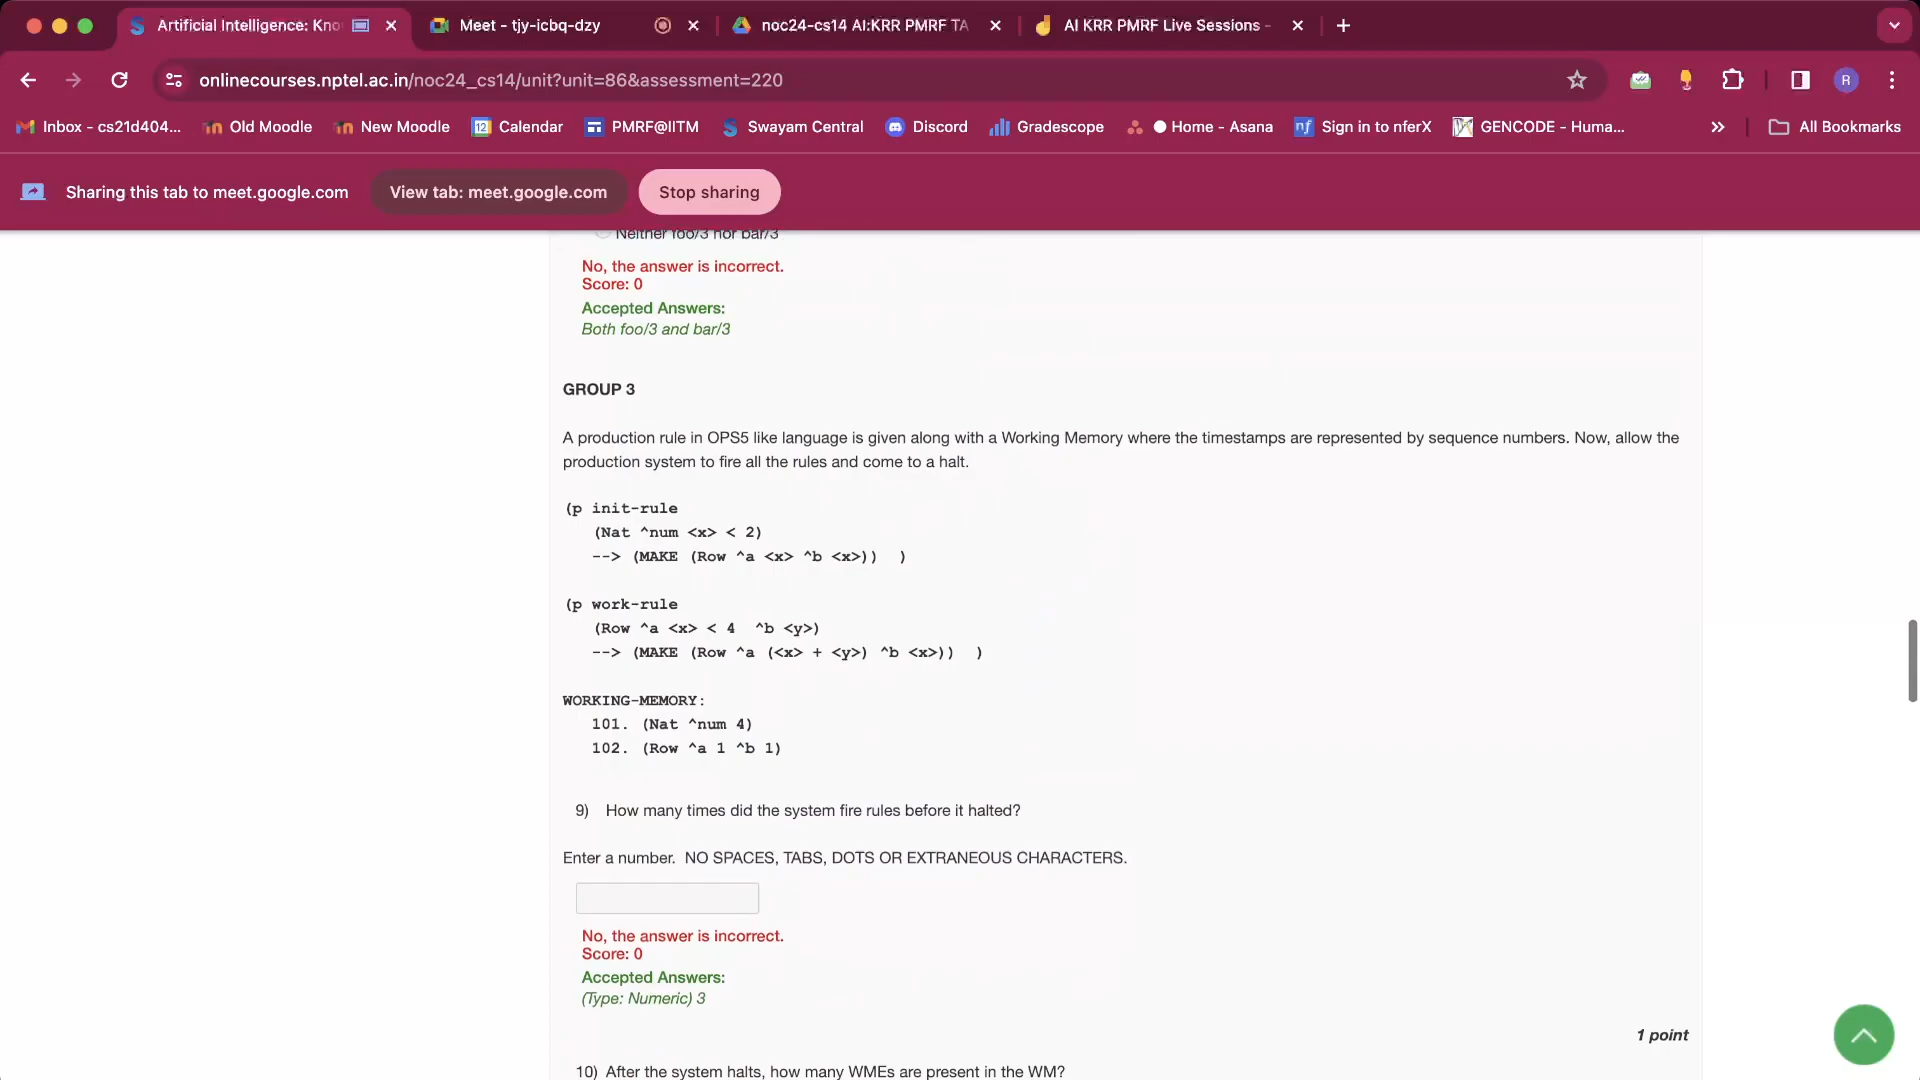 Artificial Intelligence: Kno
Meet - tjy-icbq-dzy
noc24-cs14 AI:KRR PMRF TA
AI KRR PMRF Live Sessions -
onlinecourses.nptel.ac.in/noc24_cs14/unit?unit=86&assessment=220
R
Inbox - cs21d404...
Old Moodle
New Moodle
12
Calendar
PMRF@IITM
Swayam Central
Discord
Gradescope
Home - Asana
nf
Sign in to nferX
GENCODE - Huma...
All Bookmarks
Sharing this tab to meet.google.com
View tab: meet.google.com
Stop sharing
Neither foo/3 nor bar/3
No, the answer is incorrect.
Score: 0
Accepted Answers:
Both foo/3 and bar/3
GROUP 3
A production rule in OPS5 like language is given along with a Working Memory where the timestamps are represented by sequence numbers. Now, allow the
production system to fire all the rules and come to a halt.
(p init-rule
(Nat ^num <x> < 2)
--> (MAKE (Row ^a <x> ^b <x>)) )
(p work-rule
(Row ^a <x> < 4 ^b <y>)
--> (MAKE (Row ^a (<x> + <y>) ^b <x>)) )
WORKING-MEMORY:
101. (Nat ^num 4)
102. (Row ^a 1 ^b 1)
9) How many times did the system fire rules before it halted?
Enter a number. NO SPACES, TABS, DOTS OR EXTRANEOUS CHARACTERS.
No, the answer is incorrect.
Score: 0
Accepted Answers:
(Type: Numeric) 3
1 point
10) After the system halts, how many WMEs are present in the WM?